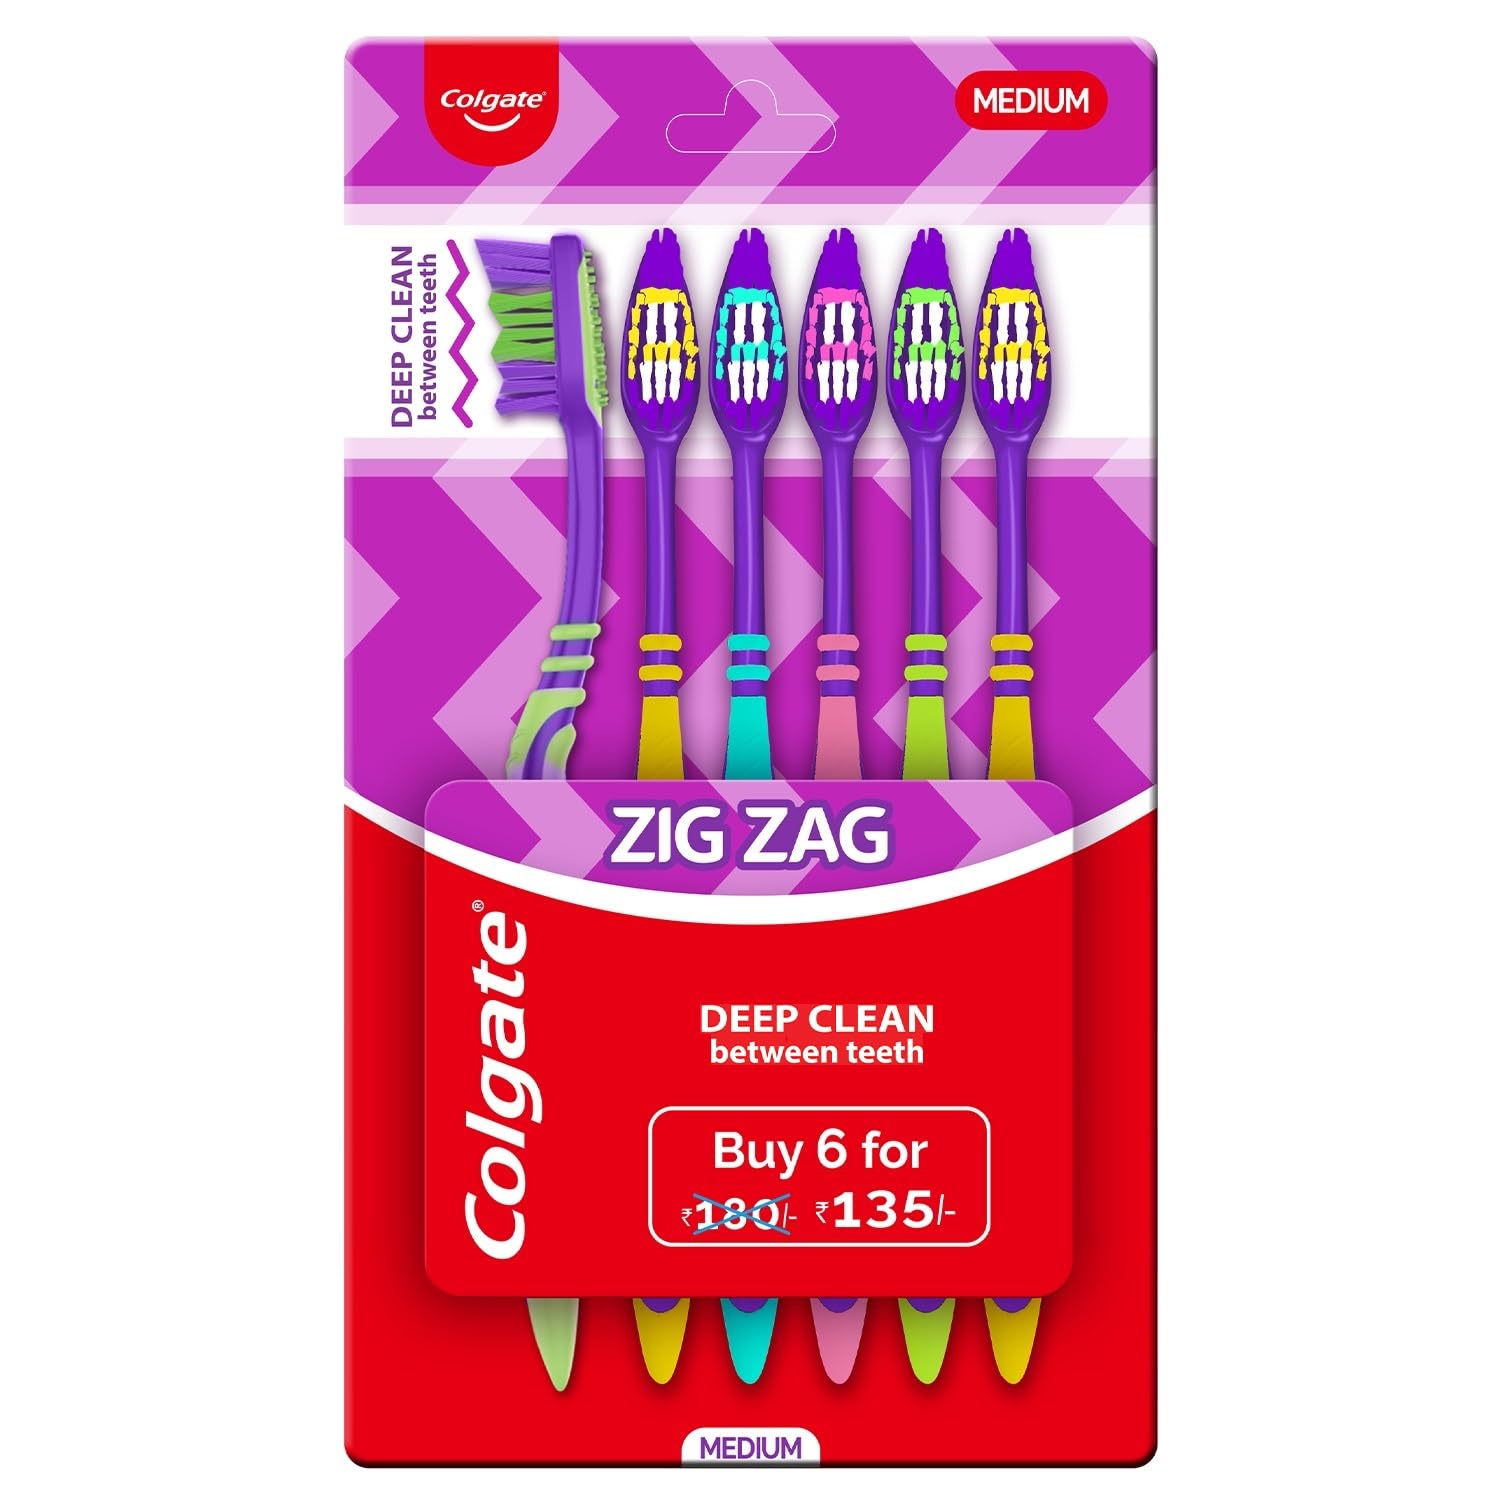 Colgate®
MEDIUM
DEEP CLEAN
between teeth
ZIG ZAG
Colgate®
DEEP CLEAN
between teeth
Buy 6 for
₹180/- ₹135/-
MEDIUM